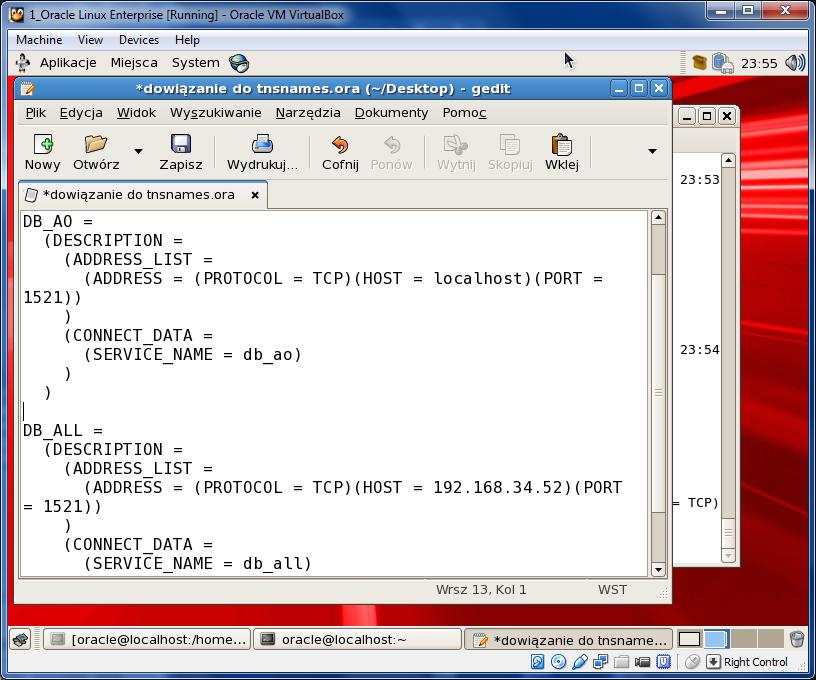 1_Oracle Linux Enterprise [Running] - Oracle VM VirtualBox
Machine View Devices Help
Aplikacje Miejsca System 23:55
*dowiązanie do tnsnames.ora (~/Desktop) - gedit
Plik Edycja Widok Wyszukiwanie Narzędzia Dokumenty Pomoc
Nowy Otwórz Zapisz Wydrukuj... Cofnij Ponów Wytnij Skopiuj Wklej
*dowiązanie do tnsnames.ora
23:53
DB_AO =
(DESCRIPTION =
(ADDRESS_LIST =
(ADDRESS = (PROTOCOL = TCP)(HOST = localhost)(PORT =
1521))
)
(CONNECT_DATA =
23:54
(SERVICE_NAME = db_ao)
)
)
DB_ALL =
(DESCRIPTION =
(ADDRESS_LIST =
(ADDRESS = (PROTOCOL = TCP)(HOST = 192.168.34.52)(PORT
= 1521))
= TCP)
)
(CONNECT_DATA =
(SERVICE_NAME = db_all)
Wrsz 13, Kol 1 WST
[oracle@localhost:/home... oracle@localhost:~ *dowiązanie do tnsname...
Right Control